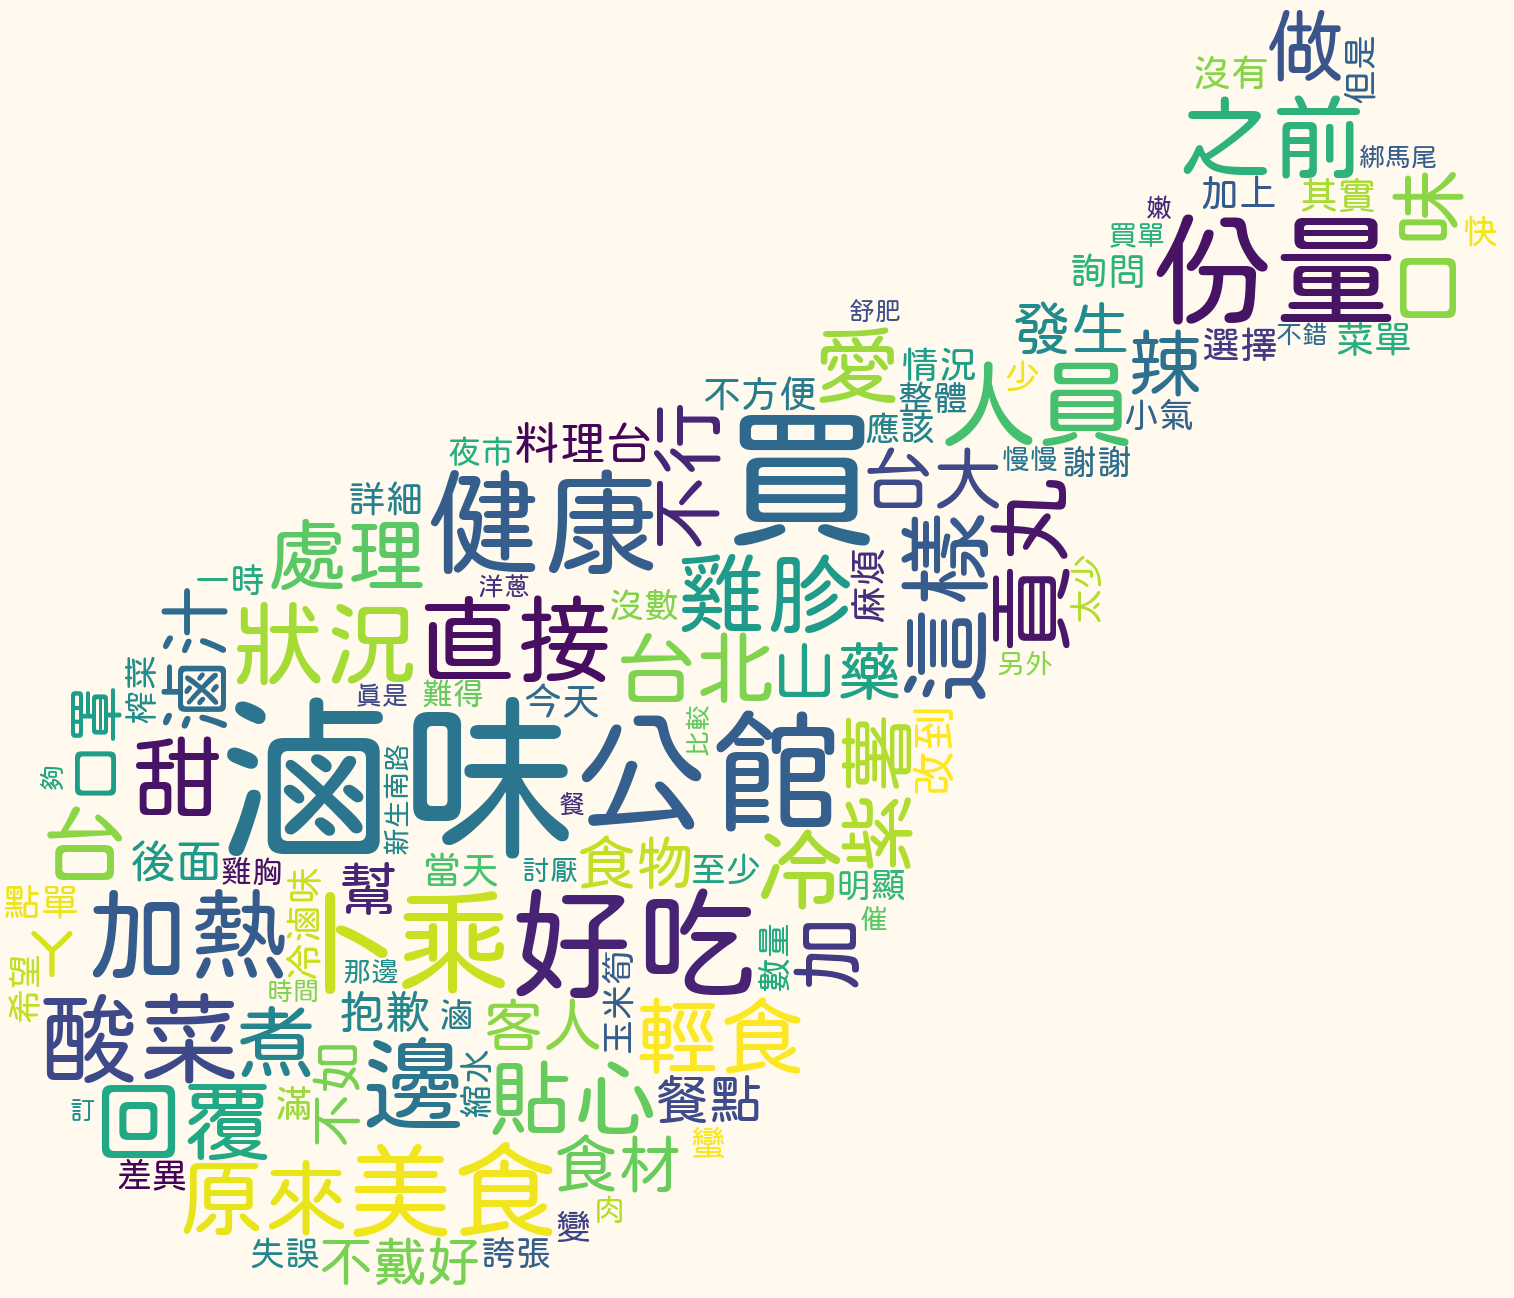 做
沒有
但是
之前
綁馬尾
加上
其實
口味
嫩
買單
份量
快
詢問
舒肥
發生
辣
選擇
不錯
菜單
愛
情況
人員
少
不方便
整體
小氣
應該
買
不行
料理台
夜市
台大
慢慢
謝謝
健康
詳細
貢丸
這樣
處理
一時
洋蔥
沒數
雞胗
麻煩
太少
滷汁
狀況
直接
台北
山藥
另外
榨菜
口罩
真是
難得
今天
比較
改到
紫薯
滷味
公館
甜
夠
新生南路
餐
台
後面
雞胸
幫
當天
討厭
食物
至少
冷
明顯
點單
加熱
冷滷味
卜乘
好吃
數量
加
催
希望
ㄚ
那邊
時間
抱歉
滷
客人
玉米筍
輕食
酸菜
煮
不如
邊
縮水
貼心
餐點
訂
回覆
滿
差異
原來
美食
食材
蠻
肉
變
失誤
不戴好
誇張